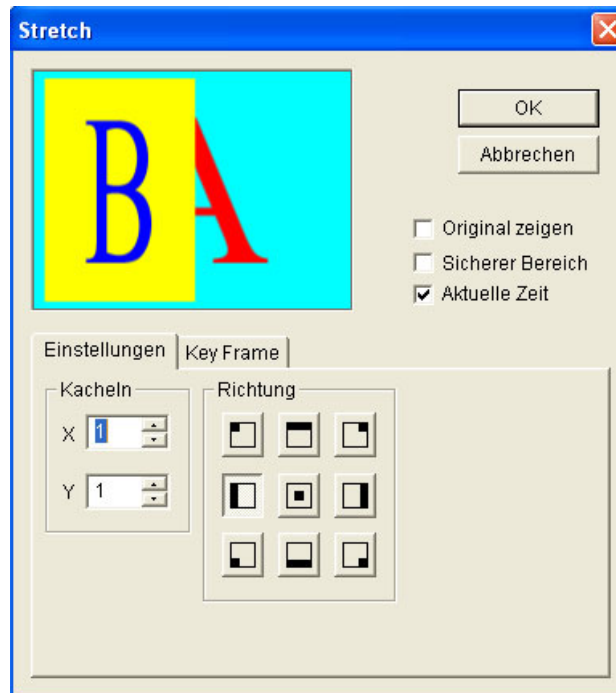 Stretch
B A
OK
Abbrechen
Original zeigen
Sicherer Bereich
Aktuelle Zeit
Einstellungen Key Frame
Kacheln Richtung
X 1
Y 1